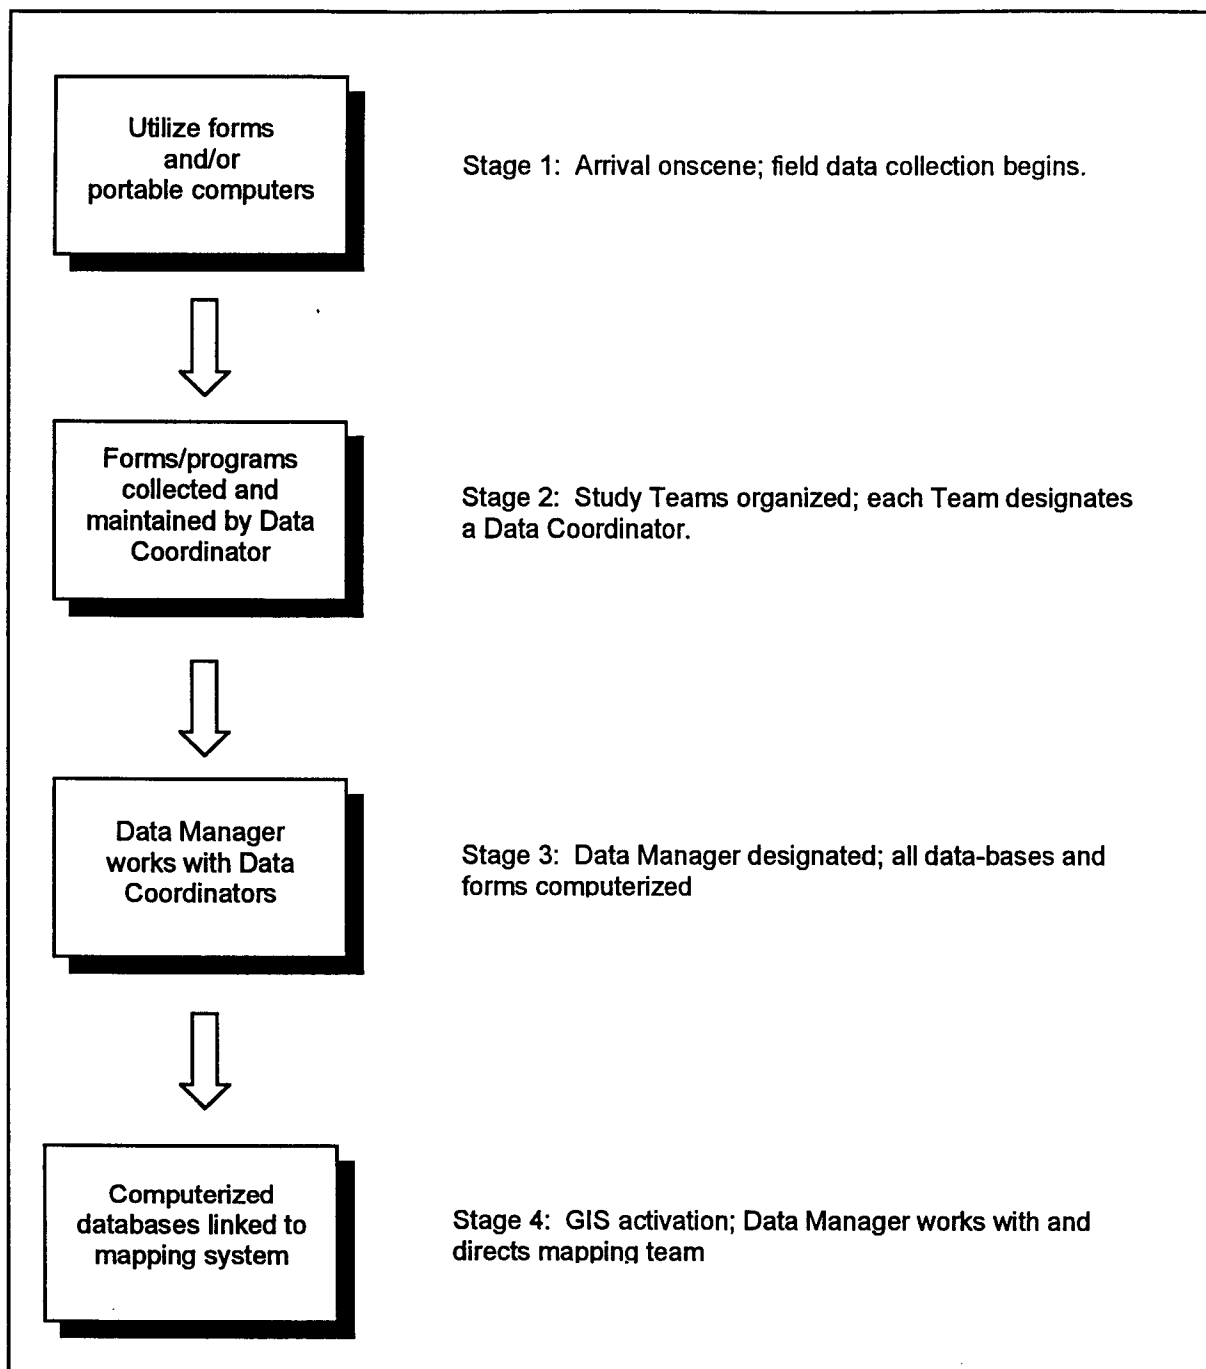 Utilize forms
and/or
portable computers
Stage 1: Arrival onscene; field data collection begins.
Forms/programs
collected and
maintained by Data
Coordinator
Stage 2: Study Teams organized; each Team designates
a Data Coordinator.
Data Manager
works with Data
Coordinators
Stage 3: Data Manager designated; all data-bases and
forms computerized
Computerized
databases linked to
mapping system
Stage 4: GIS activation; Data Manager works with and
directs mapping team